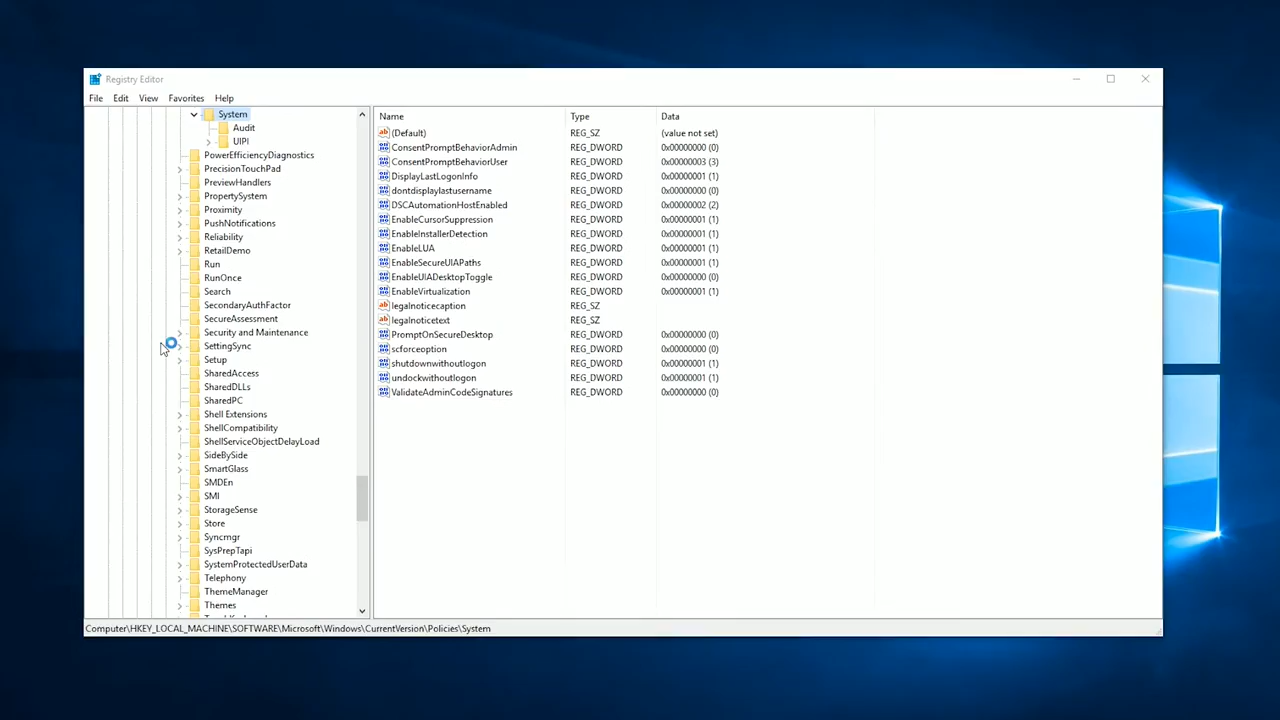 Registry Editor
File Edit View Favorites Help
System
Audit
UIPI
PowerEfficiencyDiagnostics
PrecisionTouchPad
PreviewHandlers
PropertySystem
Proximity
PushNotifications
Reliability
RetailDemo
Run
RunOnce
Search
SecondaryAuthFactor
SecureAssessment
Security and Maintenance
SettingSync
Setup
SharedAccess
SharedDLLs
SharedPC
Shell Extensions
ShellCompatibility
ShellServiceObjectDelayLoad
SideBySide
SmartGlass
SMDEn
SMI
StorageSense
Store
Syncmgr
SysPrepTapi
SystemProtectedUserData
Telephony
ThemeManager
Themes
Name Type Data
(Default) REG_SZ (value not set)
ConsentPromptBehaviorAdmin REG_DWORD 0x00000000 (0)
ConsentPromptBehaviorUser REG_DWORD 0x00000003 (3)
DisplayLastLogonInfo REG_DWORD 0x00000001 (1)
dontdisplaylastusername REG_DWORD 0x00000000 (0)
DSCAutomationHostEnabled REG_DWORD 0x00000002 (2)
EnableCursorSuppression REG_DWORD 0x00000001 (1)
EnableInstallerDetection REG_DWORD 0x00000001 (1)
EnableLUA REG_DWORD 0x00000001 (1)
EnableSecureUIAPaths REG_DWORD 0x00000001 (1)
EnableUIADesktopToggle REG_DWORD 0x00000000 (0)
EnableVirtualization REG_DWORD 0x00000001 (1)
legalnoticecaption REG_SZ
legalnoticetext REG_SZ
PromptOnSecureDesktop REG_DWORD 0x00000000 (0)
scforceoption REG_DWORD 0x00000000 (0)
shutdownwithoutlogon REG_DWORD 0x00000001 (1)
undockwithoutlogon REG_DWORD 0x00000001 (1)
ValidateAdminCodeSignatures REG_DWORD 0x00000000 (0)
Computer\HKEY_LOCAL_MACHINE\SOFTWARE\Microsoft\Windows\CurrentVersion\Policies\System